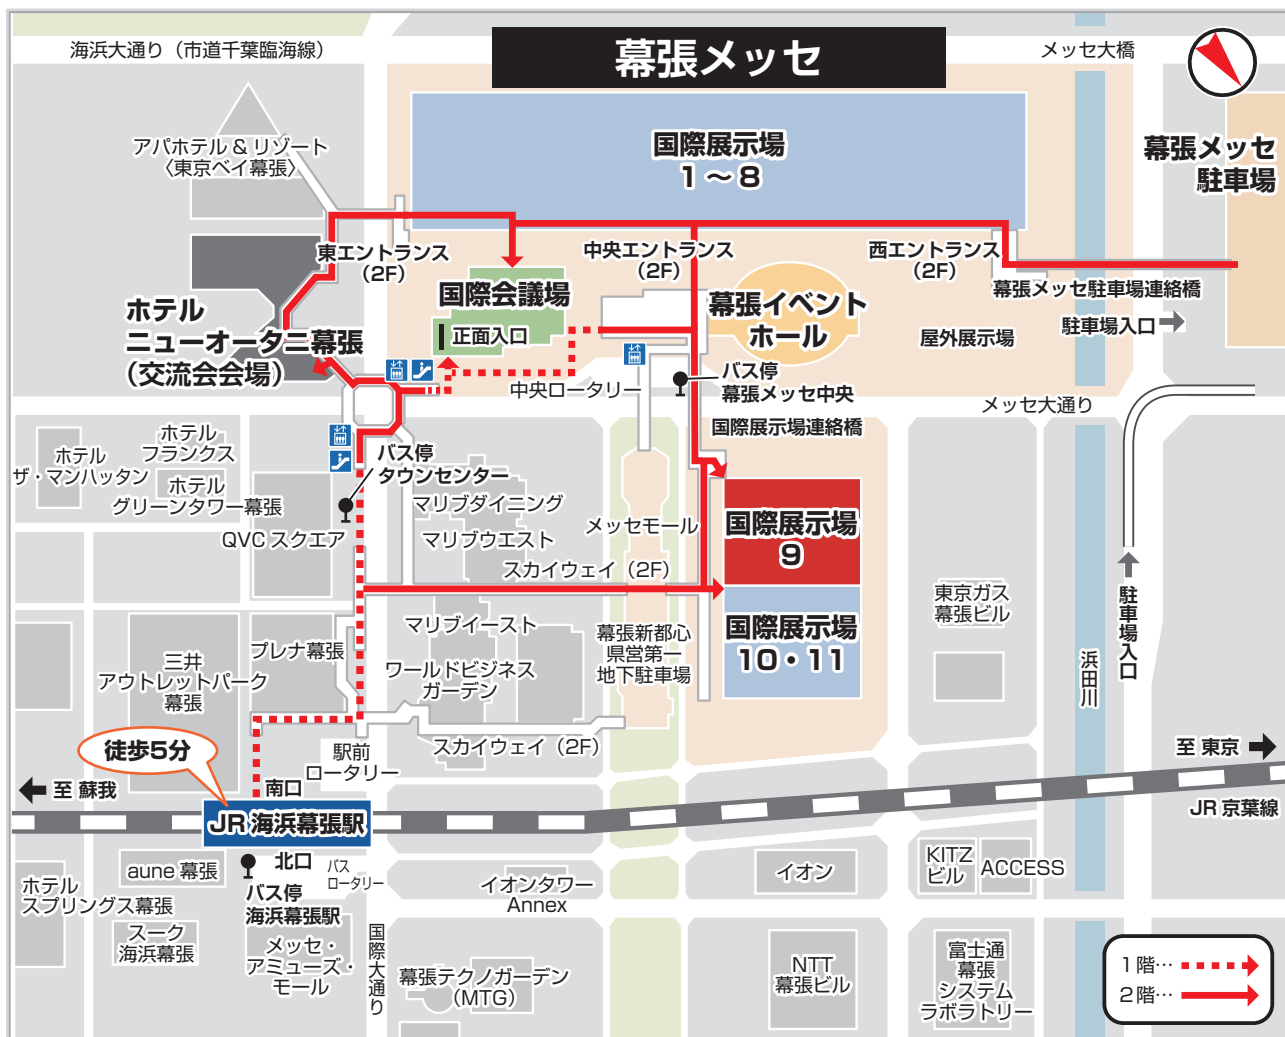 幕張メッセ
海浜大通り（市道千葉臨海線）
メッセ大橋
アパホテル & リゾート
〈東京ベイ幕張〉
国際展示場
1 ～ 8
幕張メッセ
駐車場
東エントランス
（2F）
中央エントランス
（2F）
西エントランス
（2F）
幕張メッセ駐車場連絡橋
駐車場入口
国際会議場
正面入口
幕張イベント
ホール
屋外展示場
ホテル
ニューオータニ幕張
（交流会会場）
中央ロータリー
バス停
幕張メッセ中央
メッセ大通り
国際展示場連絡橋
ホテル
ザ・マンハッタン
ホテル
フランクス
ホテル
グリーンタワー幕張
バス停
タウンセンター
QVC スクエア
マリブダイニング
マリブウエスト
メッセモール
国際展示場
9
スカイウェイ（2F）
国際展示場
10・11
東京ガス
幕張ビル
駐車場入口
浜田川
三井
アウトレットパーク
幕張
プレナ幕張
マリブイースト
ワールドビジネス
ガーデン
幕張新都心
県営第一
地下駐車場
スカイウェイ（2F）
駅前
ロータリー
徒歩5分
至 蘇我
南口
至 東京
JR 海浜幕張駅
JR 京葉線
北口
バス
ロータリー
バス停
海浜幕張駅
aune 幕張
ホテル
スプリングス幕張
スーク
海浜幕張
メッセ・
アミューズ・
モール
国際大通り
イオンタワー
Annex
幕張テクノガーデン
（MTG）
イオン
KITZ
ビル
ACCESS
NTT
幕張ビル
富士通
幕張
システム
ラボラトリー
1 階…
2 階…